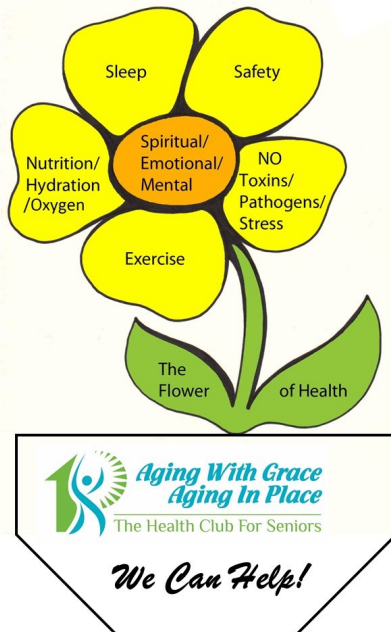 Sleep
Safety
Nutrition/
Hydration
/Oxygen
Spiritual/
Emotional/
Mental
NO
Toxins/
Pathogens/
Stress
Exercise
The
Flower
of Health
Aging With Grace
Aging In Place
The Health Club For Seniors
We Can Help!